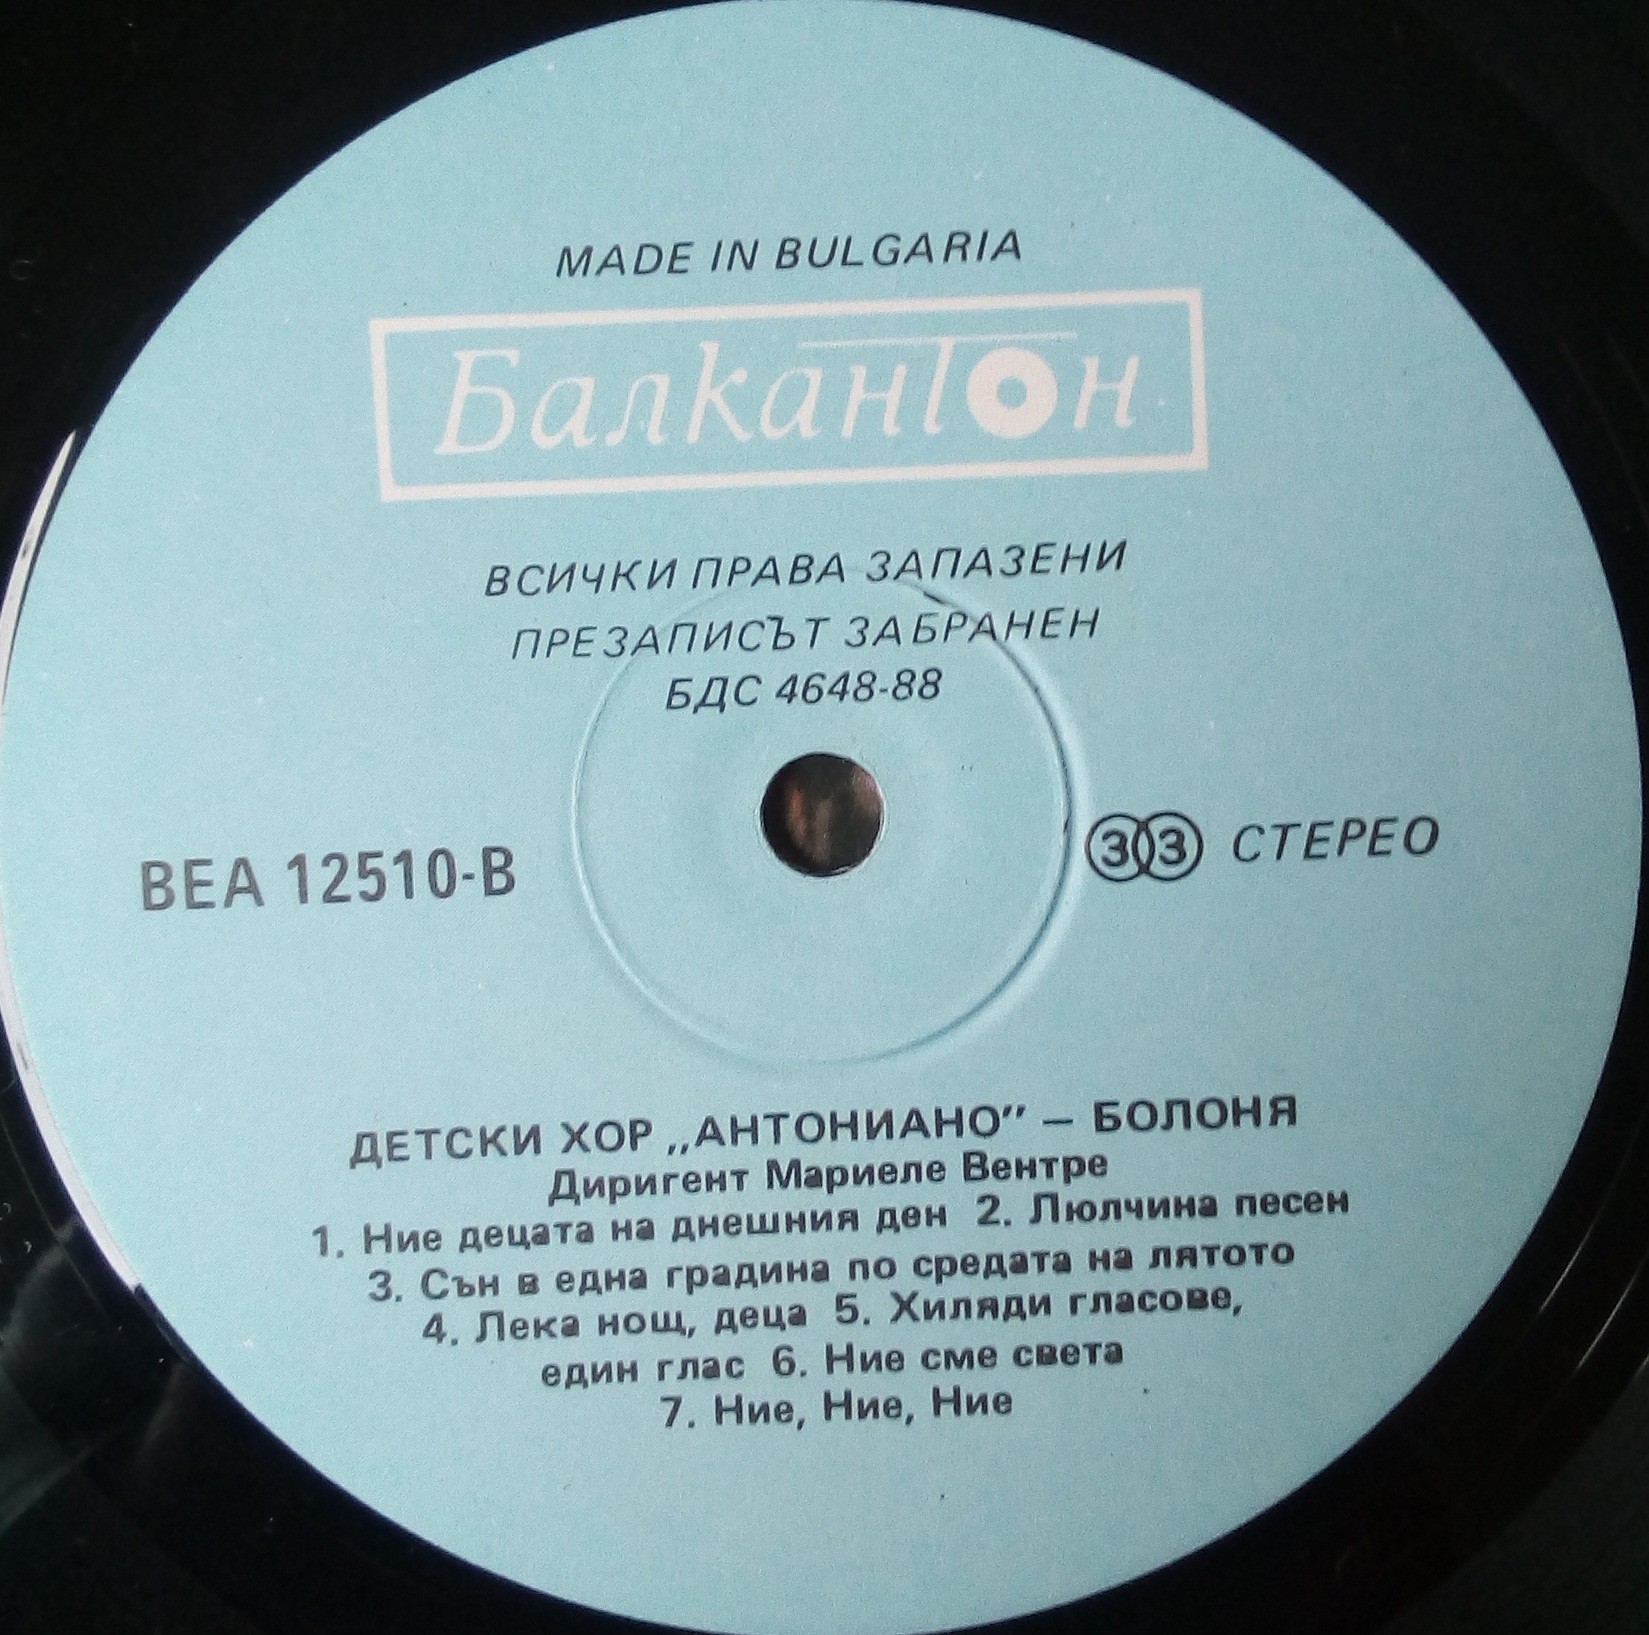 MADE IN BULGARIA
Балкантон
ВСИЧКИ ПРАВА ЗАПАЗЕНИ
ПРЕЗАПИСЪТ ЗАБРАНЕН
БДС 4648-88
ВЕА 12510-В
33 СТЕРЕО
ДЕТСКИ ХОР „АНТОНИАНО” — БОЛОНЯ
Диригент Мариеле Вентре
1. Ние децата на днешния ден 2. Люлчина песен
3. Сън в една градина по средата на лятото
4. Лека нощ, деца 5. Хиляди гласове,
един глас 6. Ние сме света
7. Ние, Ние, Ние